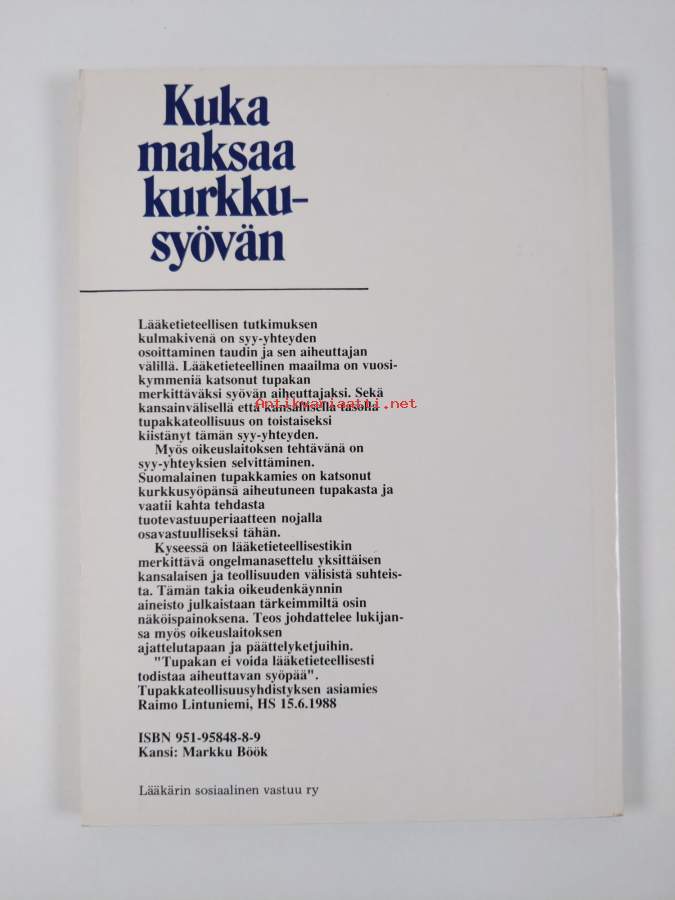 Kuka
maksaa
kurkku-
syövän
Lääketieteellisen tutkimuksen
kulmakivenä on syy-yhteyden
osoittaminen taudin ja sen aiheuttajan
välillä. Lääketieteellinen maailma on vuosi-
kymmeniä katsonut tupakan
merkittäväksi syövän aiheuttajaksi. Sekä
Antikvariaatti.net
kansainvälisellä että kansallisella tasolla
tupakkateollisuus on toistaiseksi
kiistänyt tämän syy-yhteyden.
Myös oikeuslaitoksen tehtävänä on
syy-yhteyksien selvittäminen.
Suomalainen tupakkamies on katsonut
kurkkusyöpänsä aiheutuneen tupakasta ja
vaatii kahta tehdasta
tuotevastuuperiaatteen nojalla
osavastuulliseksi tähän.
Kyseessä on lääketieteellisestikin
merkittävä ongelmanasettelu yksittäisen
kansalaisen ja teollisuuden välisistä suhteis-
ta. Tämän takia oikeudenkäynnin
aineisto julkaistaan tärkeimmiltä osin
näköispainoksena. Teos johdattelee lukijan-
sa myös oikeuslaitoksen
ajattelutapaan ja päättelyketjuihin.
"Tupakan ei voida lääketieteellisesti
todistaa aiheuttavan syöpää".
Tupakkateollisuusyhdistyksen asiamies
Raimo Lintuniemi, HS 15.6.1988
ISBN 951-95848-8-9
Kansi: Markku Böök
Lääkärin sosiaalinen vastuu ry